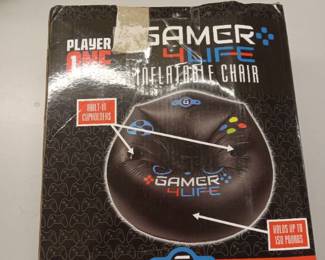 PLAYER
ONE
GAMER
4LIFE
INFLATABLE CHAIR
BUILT-IN
CUPHOLDERS
GAMER
4LIFE
HOLDS UP TO
150 POUNDS